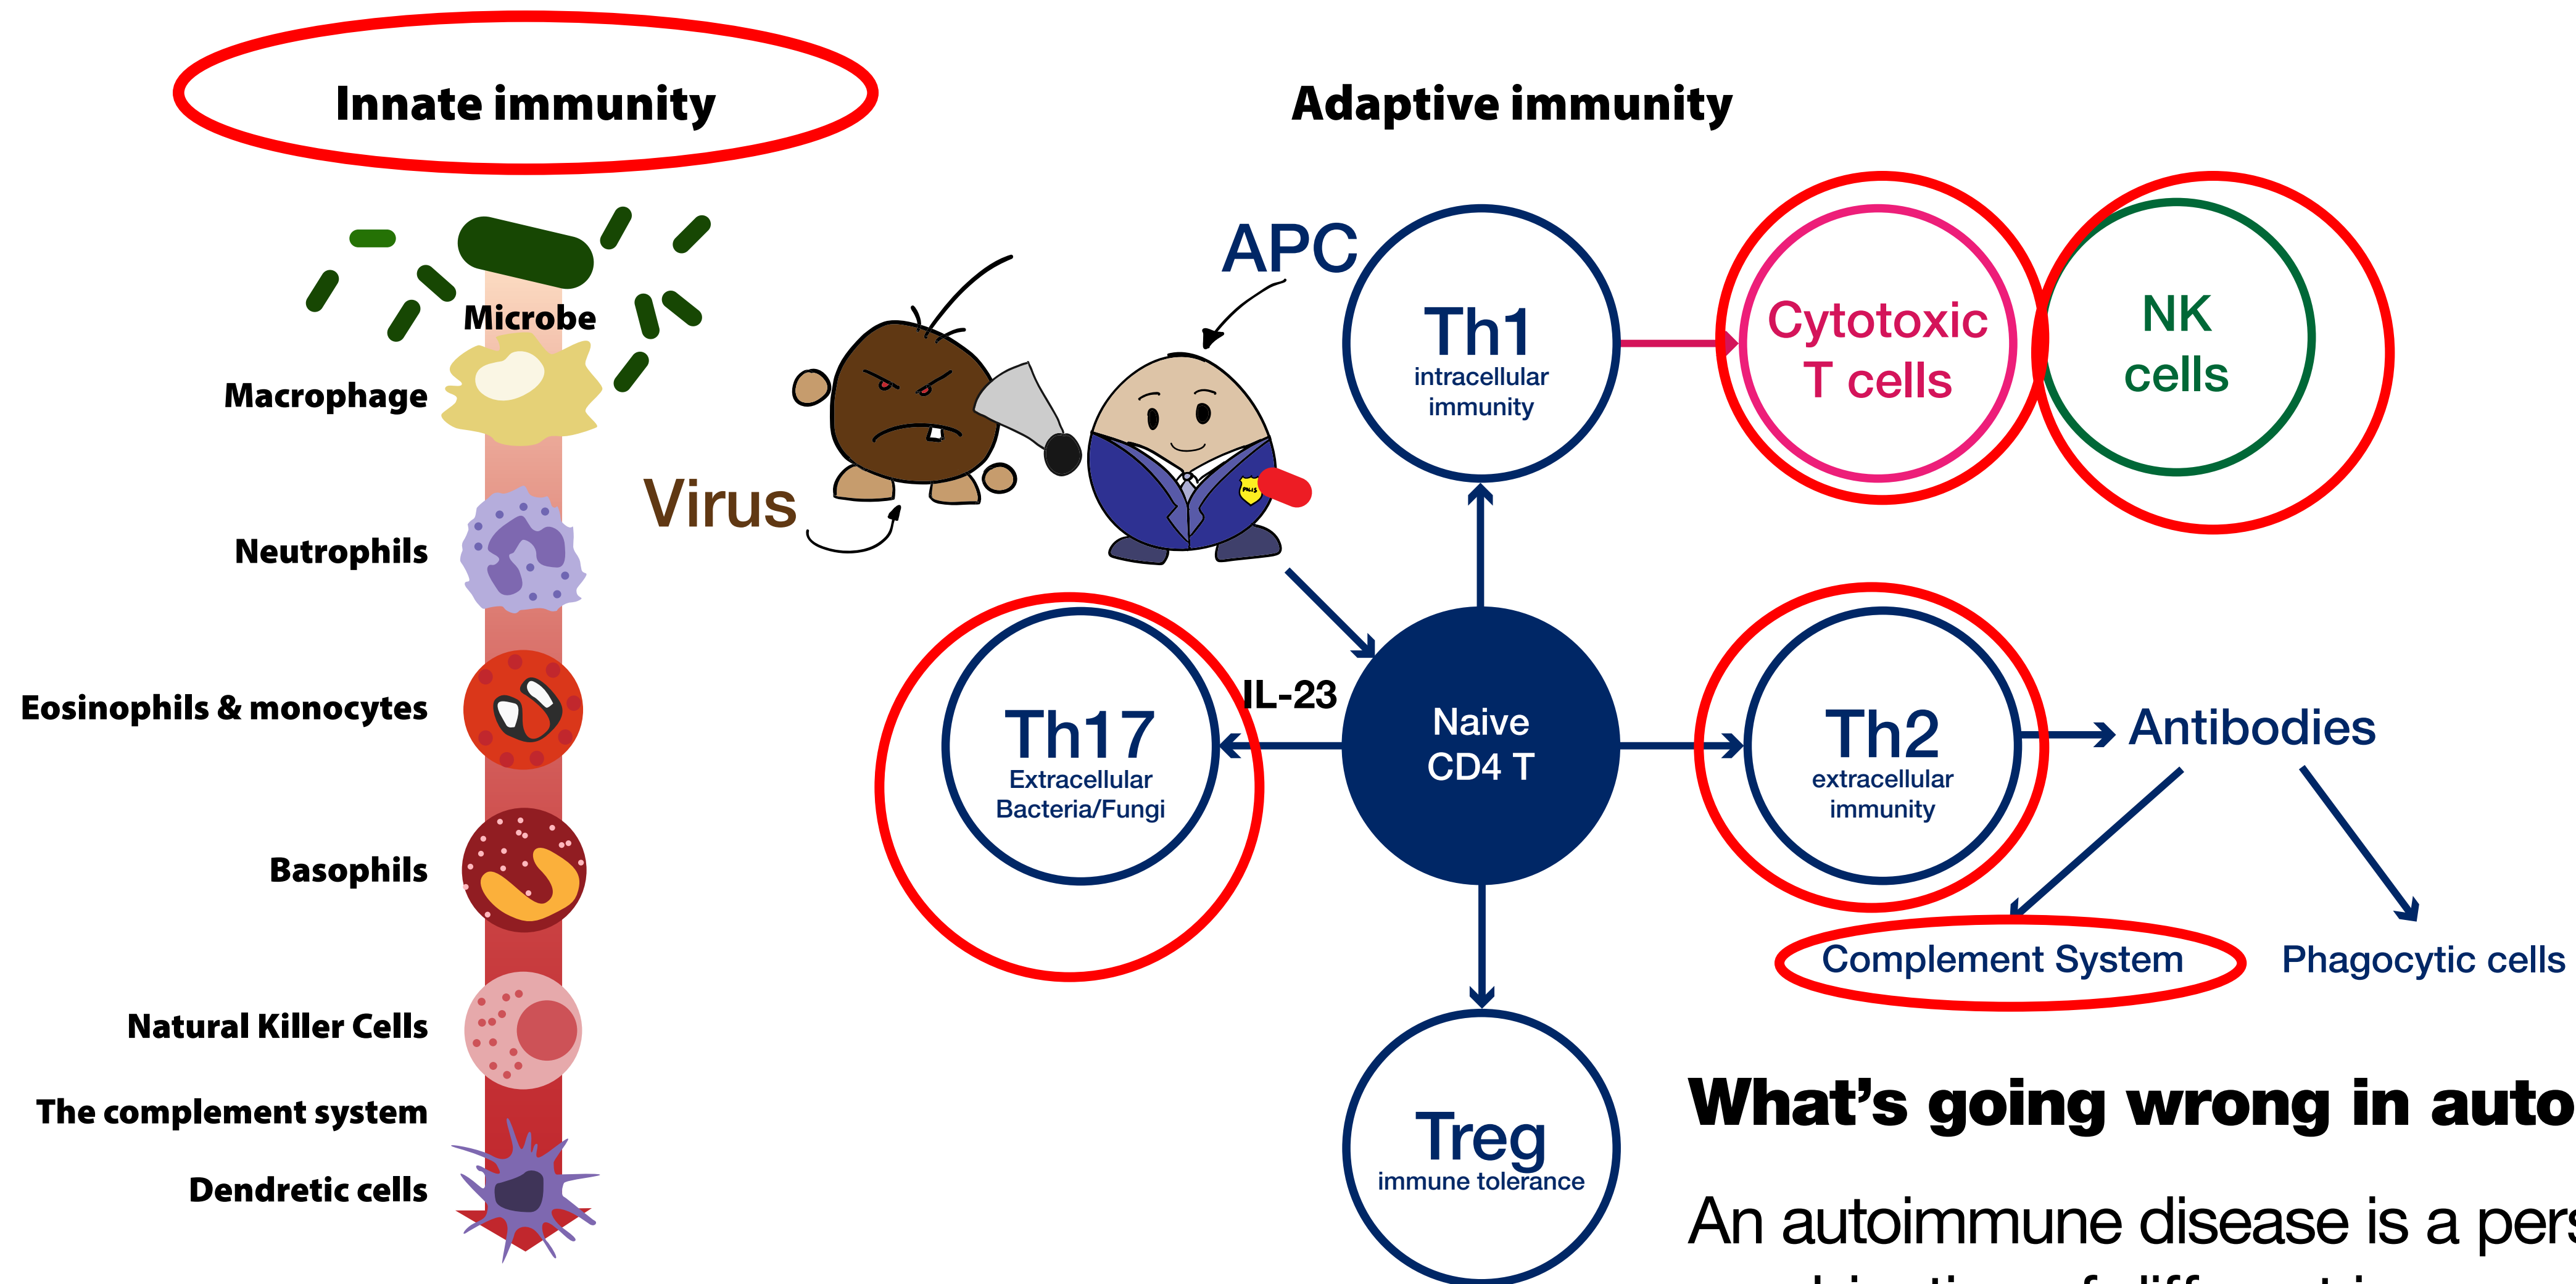 Innate immunity
Adaptive immunity
Microbe
Macrophage
Neutrophils
Eosinophils & monocytes
Basophils
Natural Killer Cells
The complement system
Dendretic cells
Virus
APC
Th1
intracellular
immunity
Cytotoxic
T cells
NK
cells
Th17
Extracellular
Bacteria/Fungi
IL-23
Naive
CD4 T
Th2
extracellular
immunity
Antibodies
Complement System
Phagocytic cells
Treg
immune tolerance
What's going wrong in auto
An autoimmune disease is a pers